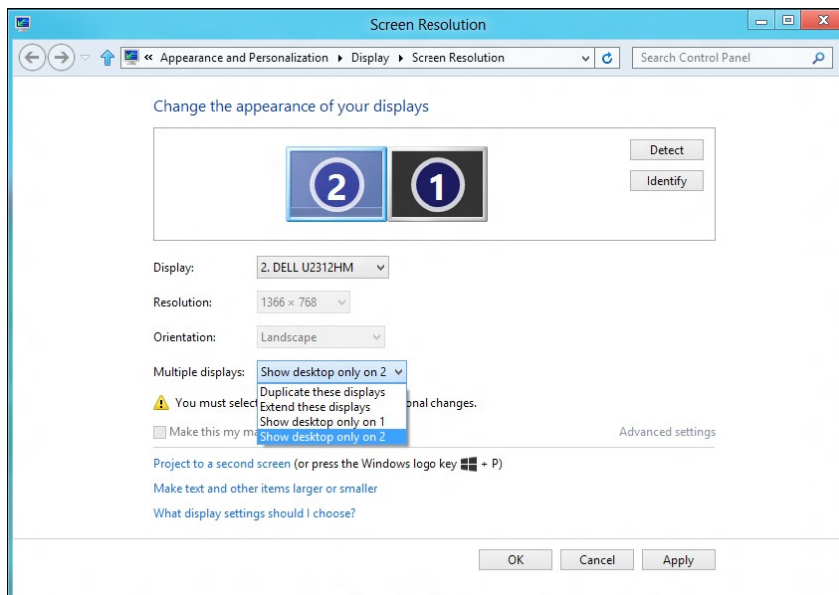 Screen Resolution
« Appearance and Personalization ▸ Display ▸ Screen Resolution
Search Control Panel
Change the appearance of your displays
2
1
Detect
Identify
Display: 2. DELL U2312HM
Resolution: 1366 × 768
Orientation: Landscape
Multiple displays: Show desktop only on 2
Duplicate these displays
Extend these displays
Show desktop only on 1
Show desktop only on 2
You must select onal changes.
Make this my m
Advanced settings
Project to a second screen (or press the Windows logo key + P)
Make text and other items larger or smaller
What display settings should I choose?
OK Cancel Apply